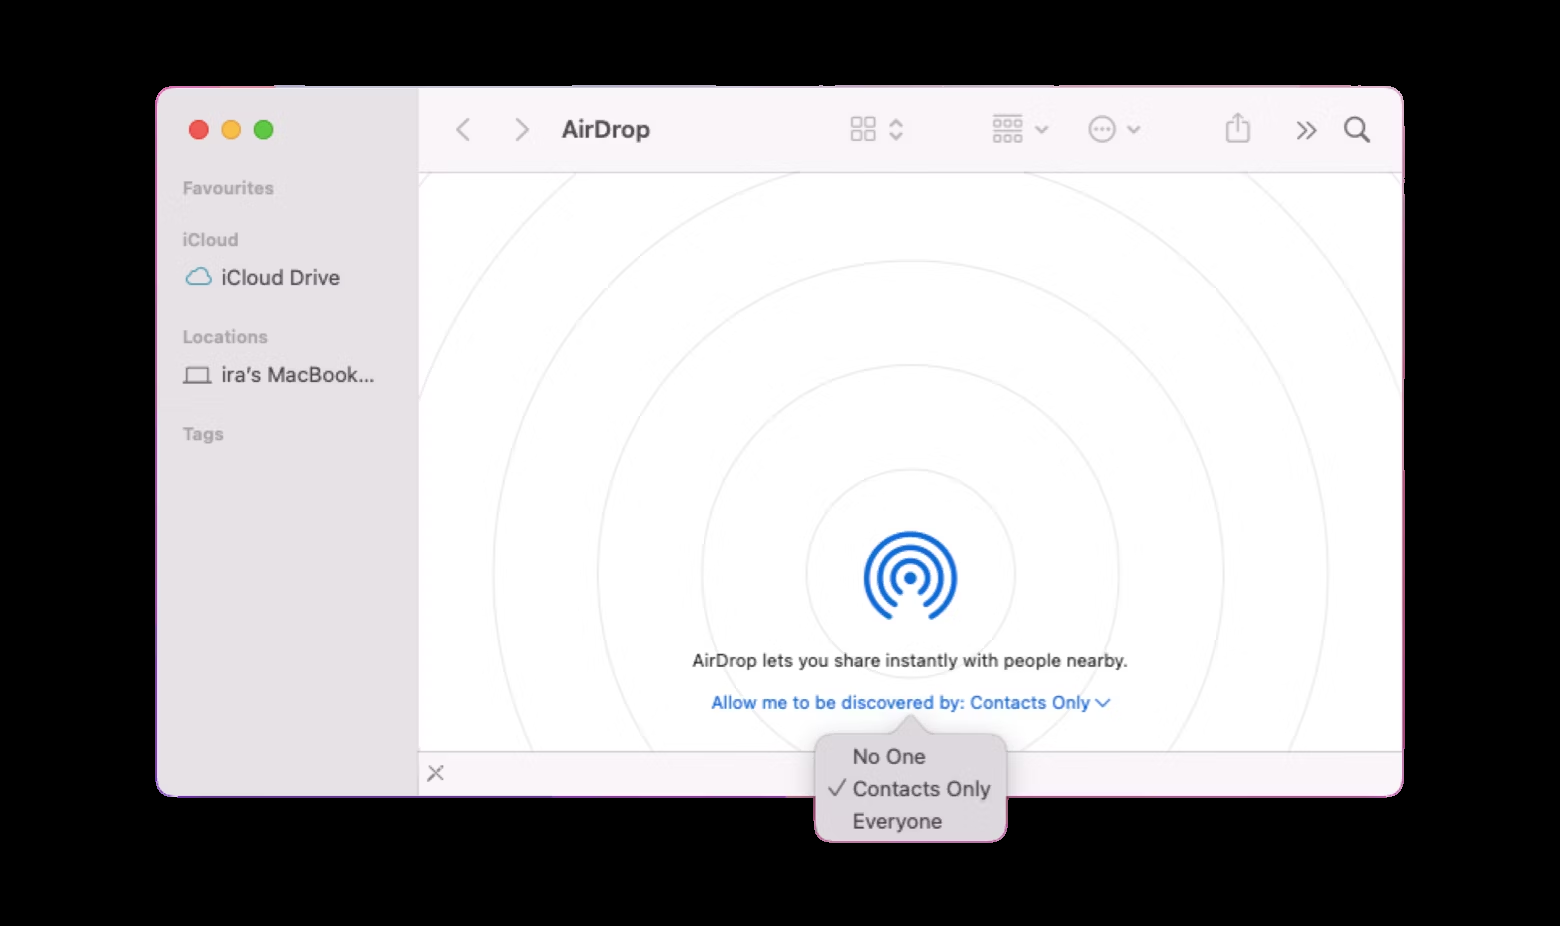 AirDrop
Favourites
iCloud
iCloud Drive
Locations
ira’s MacBook...
Tags
AirDrop lets you share instantly with people nearby.
Allow me to be discovered by: Contacts Only
No One
Contacts Only
Everyone